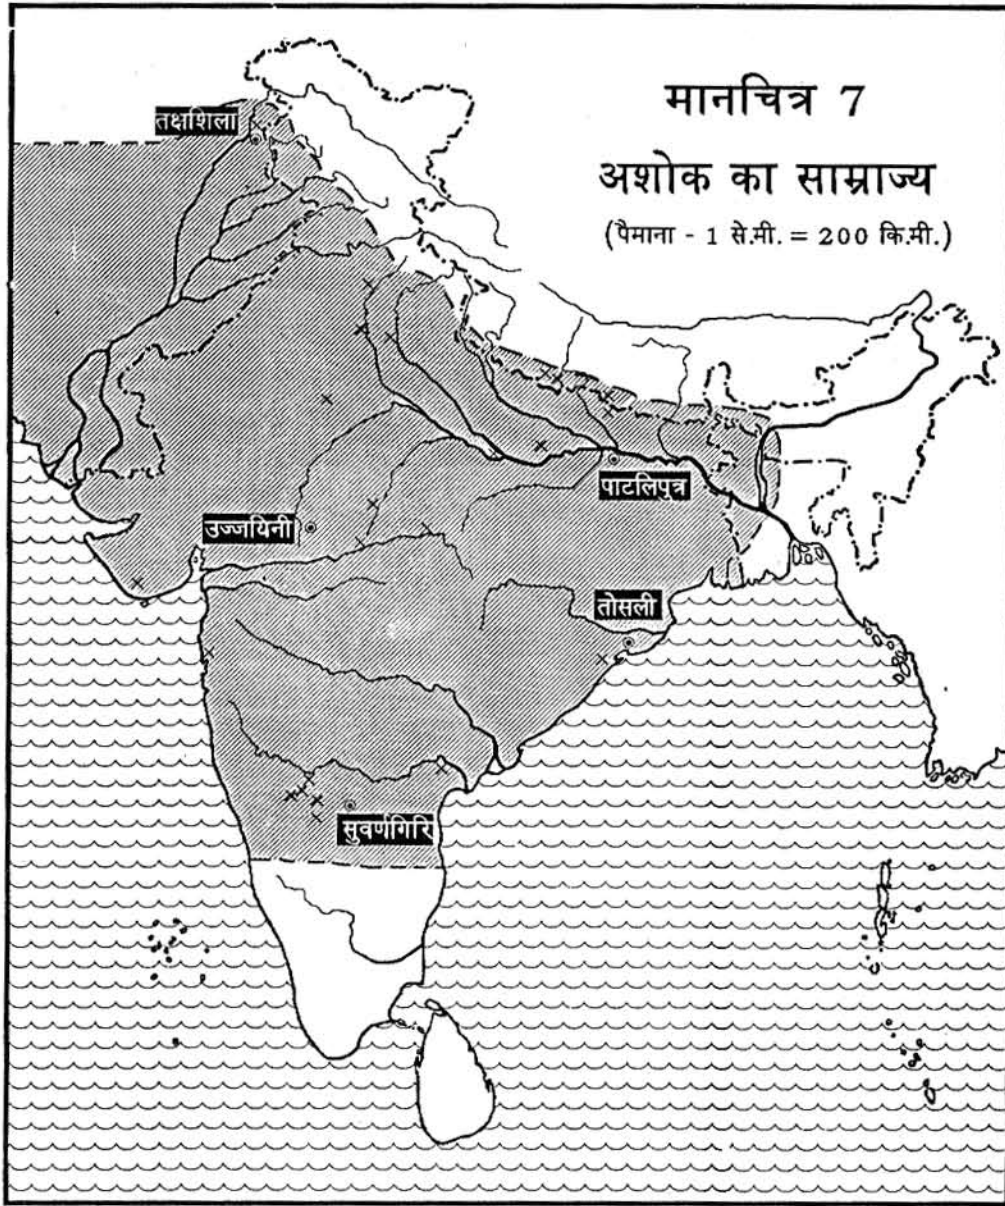 मानचित्र 7
अशोक का साम्राज्य
(पैमाना - 1 से.मी. = 200 कि.मी.)
तक्षशिला
पाटलिपुत्र
उज्जयिनी
तोसली
सुवर्णगिरि